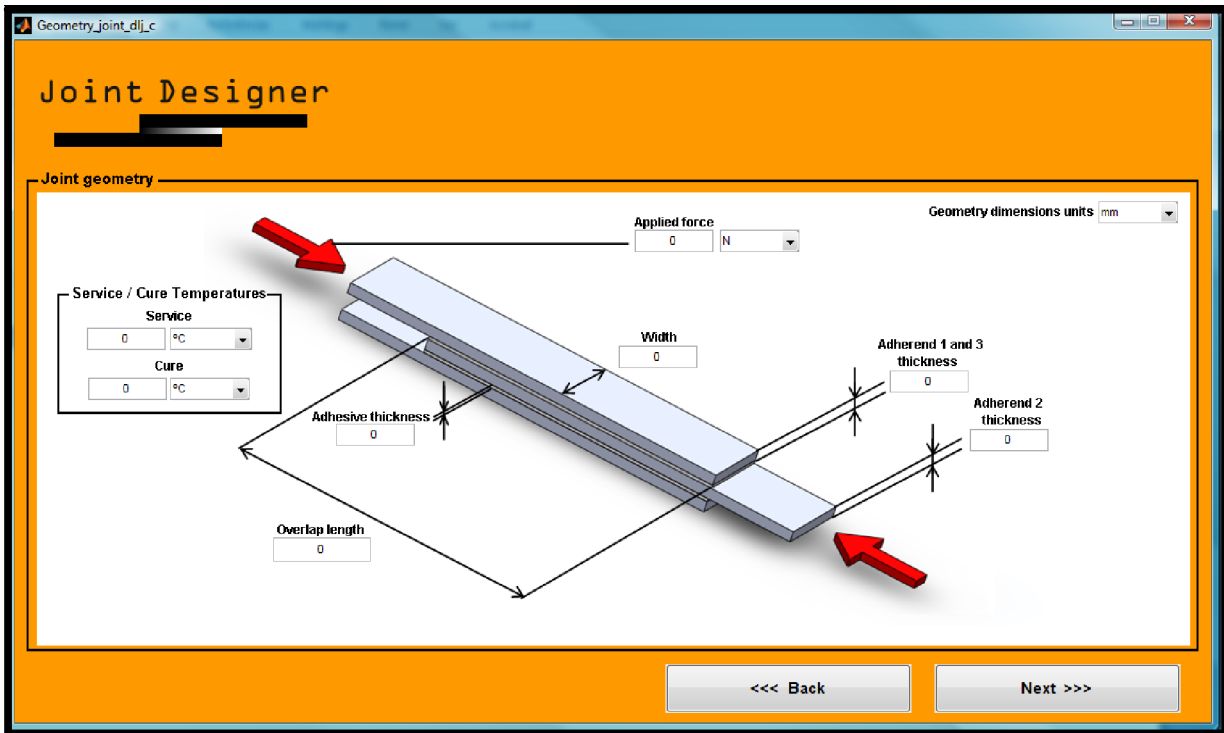 Geometry_joint_dlj_c
Joint Designer
Joint geometry
Geometry dimensions units mm
Applied force
0 N
Service / Cure Temperatures
Service
0 ºC
Cure
0 ºC
Width
0
Adherend 1 and 3
thickness
0
Adherend 2
thickness
0
Adhesive thickness
0
Overlap length
0
<<< Back
Next >>>